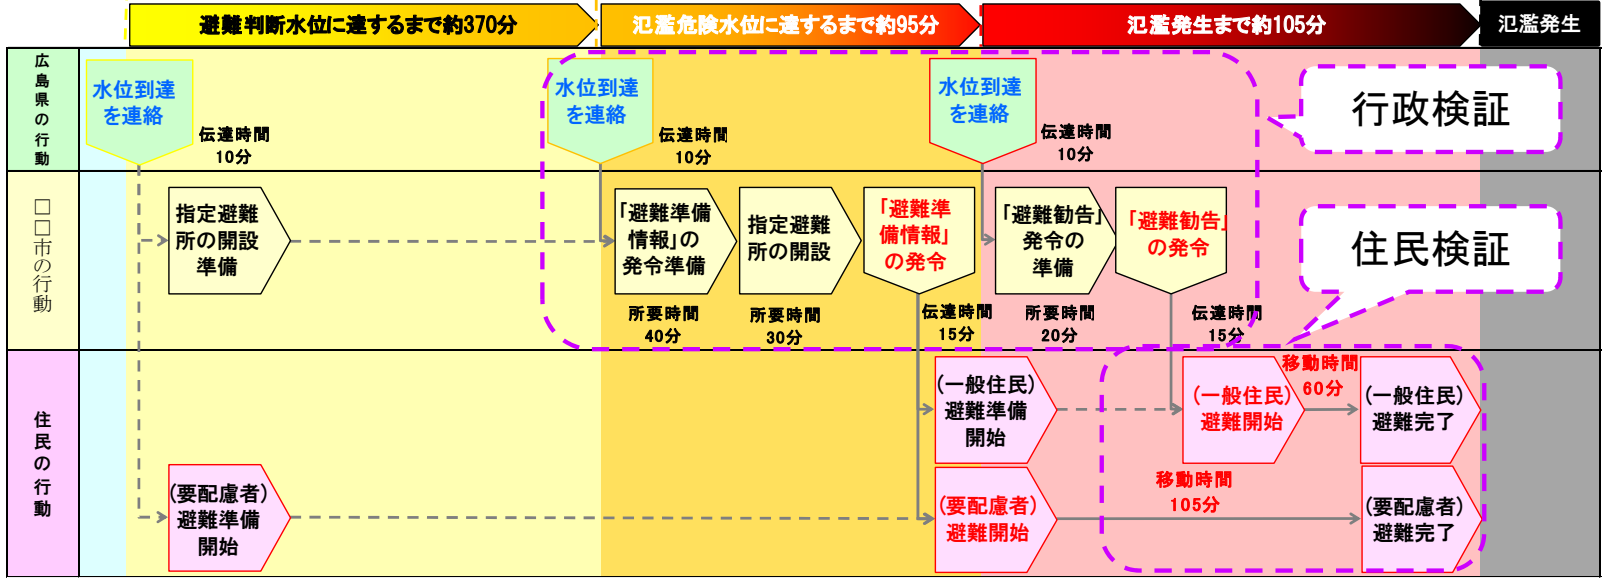 避難判断水位に達するまで約370分
氾濫危険水位に達するまで約95分
氾濫発生まで約105分
氾濫発生
広島県の行動
水位到達
を連絡
伝達時間
10分
水位到達
を連絡
伝達時間
10分
水位到達
を連絡
伝達時間
10分
行政検証
□□市の行動
指定避難
所の開設
準備
「避難準備
情報」の
発令準備
所要時間
40分
指定避難
所の開設
所要時間
30分
「避難準
備情報」
の発令
伝達時間
15分
「避難勧告」
発令の
準備
所要時間
20分
「避難勧告」
の発令
伝達時間
15分
住民検証
住民の行動
(一般住民)
避難準備
開始
(一般住民)
避難開始
移動時間
60分
(一般住民)
避難完了
(要配慮者)
避難準備
開始
(要配慮者)
避難開始
移動時間
105分
(要配慮者)
避難完了